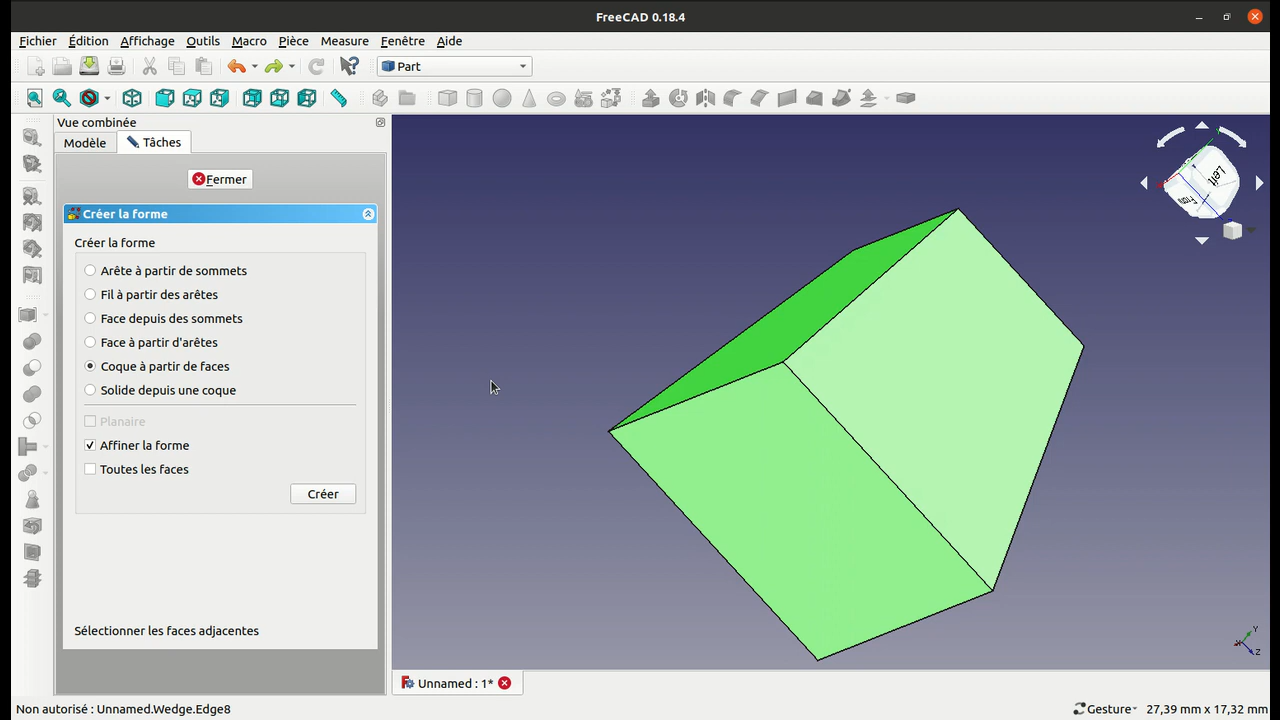 FreeCAD 0.18.4
Fichier Édition Affichage Outils Macro Pièce Measure Fenêtre Aide
Part
Vue combinée
Modèle Tâches
Fermer
Créer la forme
Créer la forme
Arête à partir de sommets
Fil à partir des arêtes
Face depuis des sommets
Face à partir d'arêtes
Coque à partir de faces
Solide depuis une coque
Planaire
Affiner la forme
Toutes les faces
Créer
Sélectionner les faces adjacentes
Left
Y
X
Z
Unnamed : 1*
Non autorisé : Unnamed.Wedge.Edge8
Gesture 27,39 mm x 17,32 mm